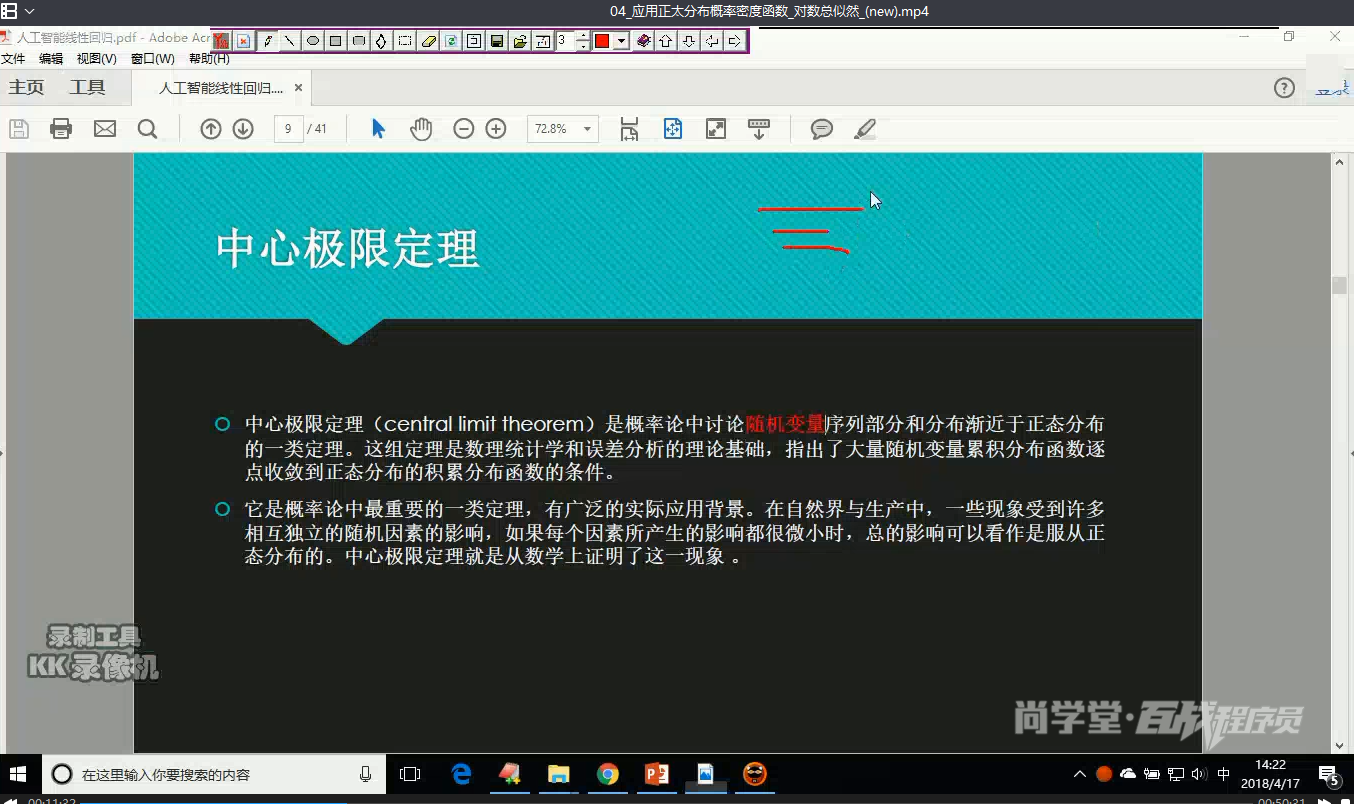 04_应用正太分布概率密度函数_对数总似然_(new).mp4
人工智能线性回归.pdf - Adobe Acr
3
文件 编辑 视图(V) 窗口(W) 帮助(H)
主页 工具 人工智能线性回归.... × 登录
9 / 41 72.8%
中心极限定理
中心极限定理（central limit theorem）是概率论中讨论随机变量序列部分和分布渐近于正态分布
的一类定理。这组定理是数理统计学和误差分析的理论基础，指出了大量随机变量累积分布函数逐
点收敛到正态分布的积累分布函数的条件。
它是概率论中最重要的一类定理，有广泛的实际应用背景。在自然界与生产中，一些现象受到许多
相互独立的随机因素的影响，如果每个因素所产生的影响都很微小时，总的影响可以看作是服从正
态分布的。中心极限定理就是从数学上证明了这一现象 。
录制工具
KK录像机
尚学堂·百战程序员
在这里输入你要搜索的内容
中
14:22
2018/4/17
5
00:11:22 00:50:21